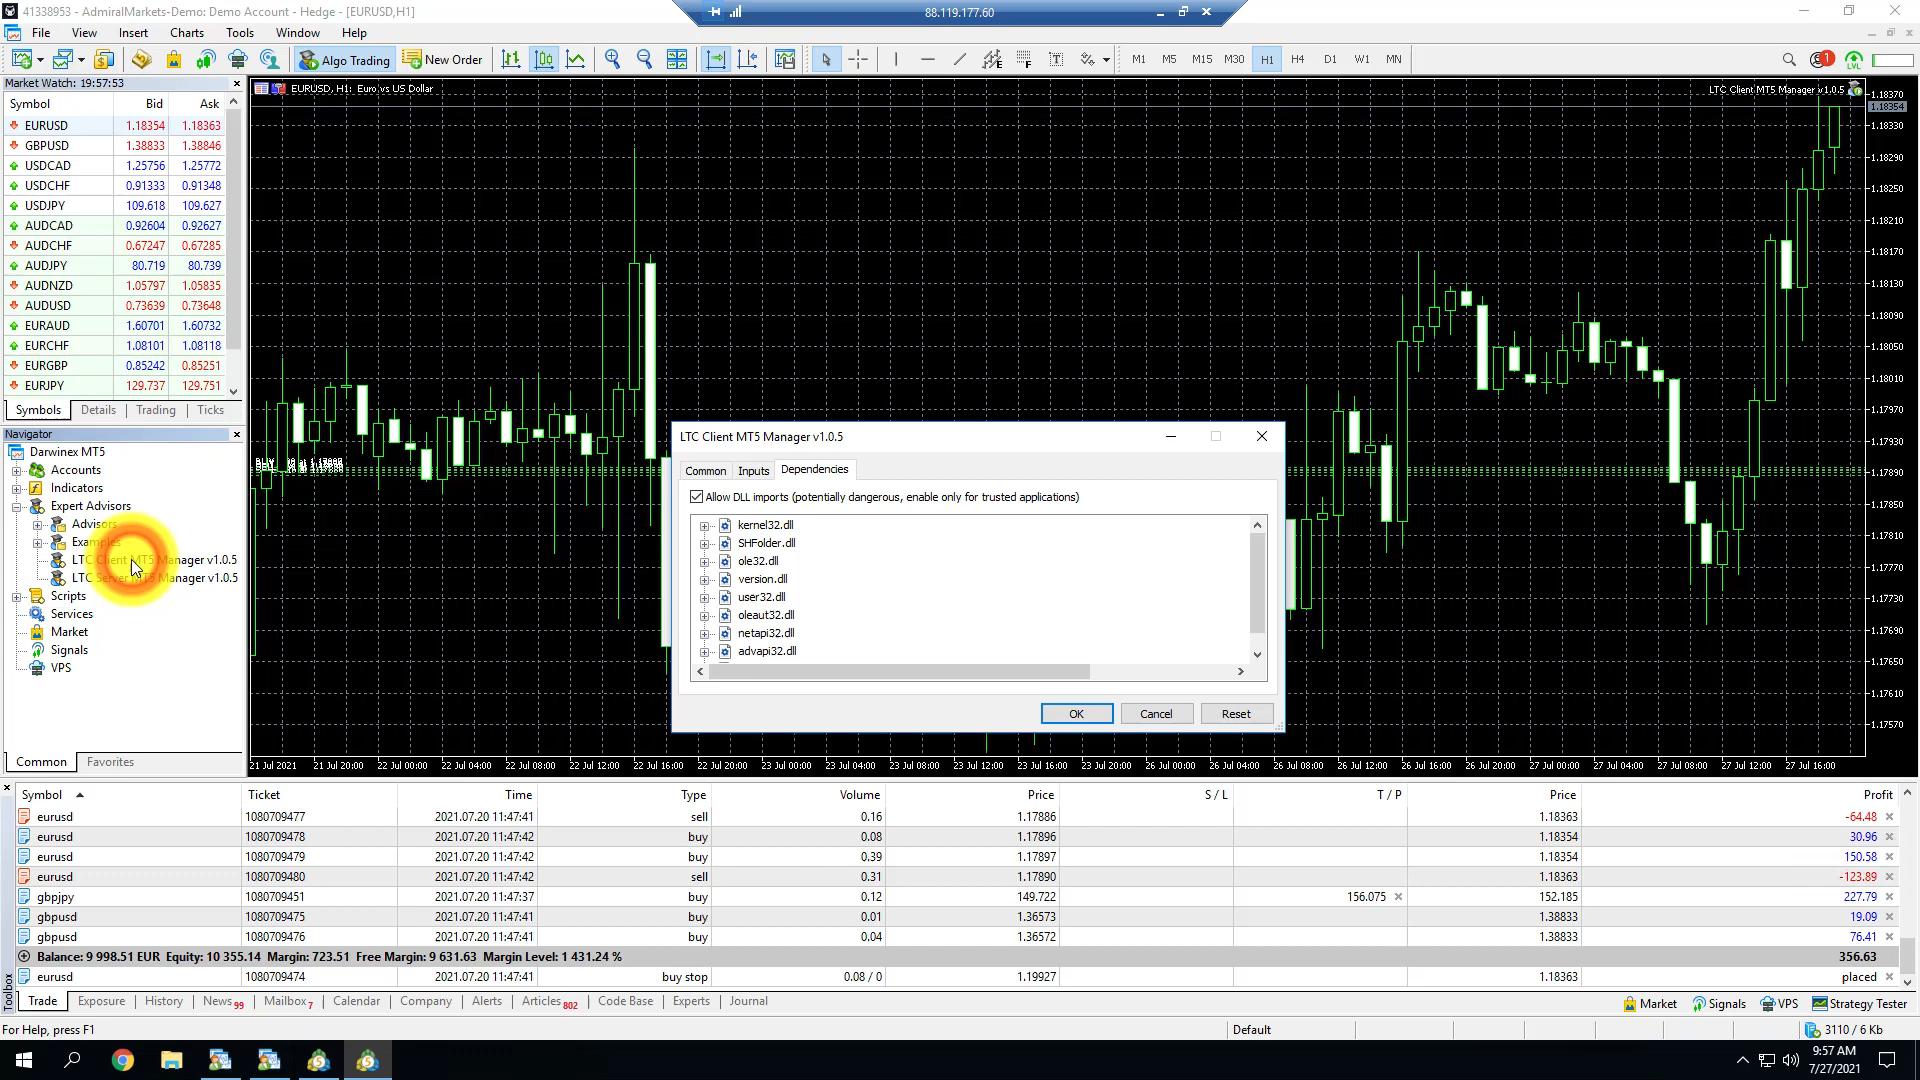 41338953 - AdmiralMarkets-Demo: Demo Account - Hedge - [EURUSD,H1]
88.119.177.60
File View Insert Charts Tools Window Help
Algo Trading New Order M1 M5 M15 M30 H1 H4 D1 W1 MN 1 LVL
Market Watch: 19:57:53
Symbol Bid Ask
EURUSD 1.18354 1.18363
GBPUSD 1.38833 1.38846
USDCAD 1.25756 1.25772
USDCHF 0.91333 0.91348
USDJPY 109.618 109.627
AUDCAD 0.92604 0.92627
AUDCHF 0.67247 0.67285
AUDJPY 80.719 80.739
AUDNZD 1.05797 1.05835
AUDUSD 0.73639 0.73648
EURAUD 1.60701 1.60732
EURCHF 1.08101 1.08118
EURGBP 0.85242 0.85251
EURJPY 129.737 129.751
Symbols Details Trading Ticks
Navigator
Darwinex MT5
Accounts
Indicators
Expert Advisors
Advisors
Examples
LTC Client MT5 Manager v1.0.5
LTC Server MT5 Manager v1.0.5
Scripts
Services
Market
Signals
VPS
Common Favorites
EURUSD, H1: Euro vs US Dollar
LTC Client MT5 Manager v1.0.5
1.18370
1.18354
1.18330
1.18290
1.18250
1.18210
1.18170
1.18130
1.18090
1.18050
1.18010
1.17970
1.17930
1.17890
1.17850
1.17810
1.17770
1.17730
1.17690
1.17650
1.17610
1.17570
21 Jul 2021 21 Jul 20:00 22 Jul 00:00 22 Jul 04:00 22 Jul 08:00 22 Jul 12:00 22 Jul 16:00 22 Jul 20:00 23 Jul 00:00 23 Jul 04:00 23 Jul 08:00 23 Jul 12:00 23 Jul 16:00 23 Jul 20:00 26 Jul 00:00 26 Jul 04:00 26 Jul 08:00 26 Jul 12:00 26 Jul 16:00 26 Jul 20:00 27 Jul 00:00 27 Jul 04:00 27 Jul 08:00 27 Jul 12:00 27 Jul 16:00
LTC Client MT5 Manager v1.0.5
Common Inputs Dependencies
Allow DLL imports (potentially dangerous, enable only for trusted applications)
kernel32.dll
SHFolder.dll
ole32.dll
version.dll
user32.dll
oleaut32.dll
netapi32.dll
advapi32.dll
OK Cancel Reset
Symbol Ticket Time Type Volume Price S / L T / P Price Profit
eurusd 1080709477 2021.07.20 11:47:41 sell 0.16 1.17886 1.18363 -64.48
eurusd 1080709478 2021.07.20 11:47:42 buy 0.08 1.17896 1.18354 30.96
eurusd 1080709479 2021.07.20 11:47:42 buy 0.39 1.17897 1.18354 150.58
eurusd 1080709480 2021.07.20 11:47:42 sell 0.31 1.17890 1.18363 -123.89
gbpjpy 1080709451 2021.07.20 11:47:37 buy 0.12 149.722 156.075 152.185 227.79
gbpusd 1080709475 2021.07.20 11:47:41 buy 0.01 1.36573 1.38833 19.09
gbpusd 1080709476 2021.07.20 11:47:41 buy 0.04 1.36572 1.38833 76.41
Balance: 9 998.51 EUR Equity: 10 355.14 Margin: 723.51 Free Margin: 9 631.63 Margin Level: 1 431.24 % 356.63
eurusd 1080709474 2021.07.20 11:47:41 buy stop 0.08 / 0 1.19927 1.18363 placed
Toolbox
Trade Exposure History News 99 Mailbox 7 Calendar Company Alerts Articles 802 Code Base Experts Journal
Market Signals VPS Strategy Tester
For Help, press F1
Default
3110 / 6 Kb
9:57 AM
7/27/2021